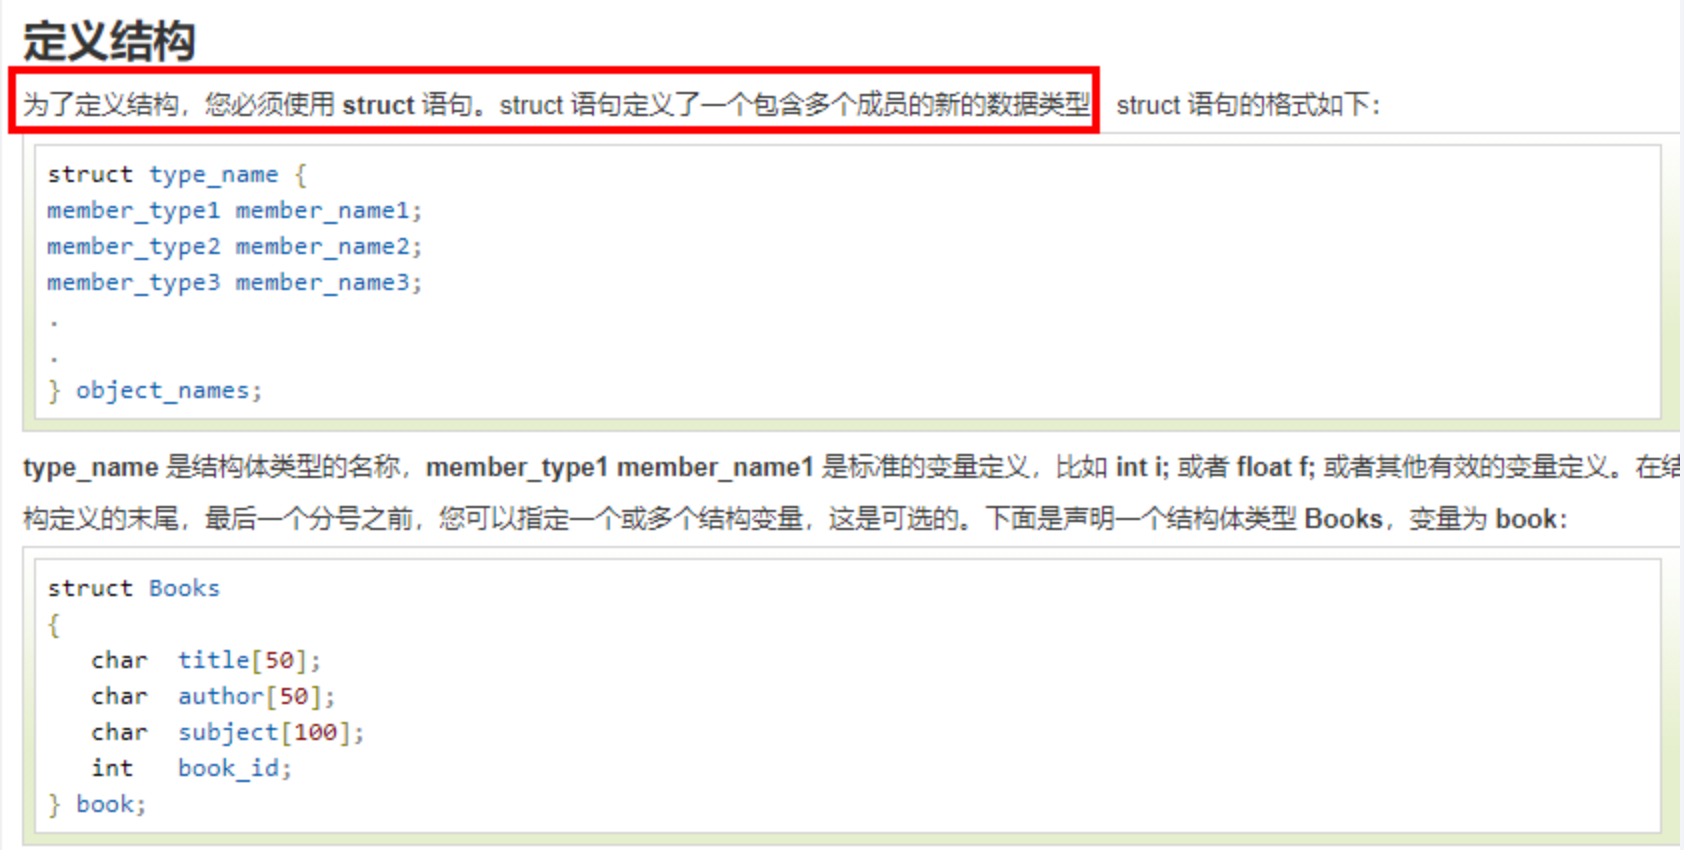 定义结构
为了定义结构，您必须使用 struct 语句。struct 语句定义了一个包含多个成员的新的数据类型 struct 语句的格式如下：
struct type_name {
member_type1 member_name1;
member_type2 member_name2;
member_type3 member_name3;
.
.
} object_names;
type_name 是结构体类型的名称，member_type1 member_name1 是标准的变量定义，比如 int i; 或者 float f; 或者其他有效的变量定义。在结
构定义的末尾，最后一个分号之前，您可以指定一个或多个结构变量，这是可选的。下面是声明一个结构体类型 Books，变量为 book：
struct Books
{
   char  title[50];
   char  author[50];
   char  subject[100];
   int   book_id;
} book;